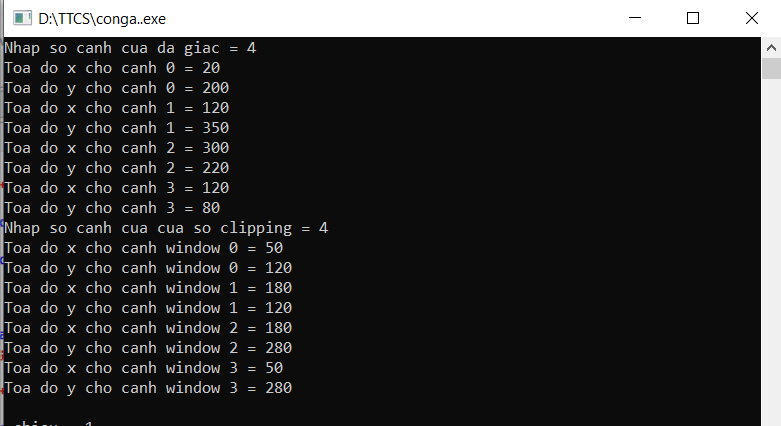 D:\TTCS\conga..exe
Nhap so canh cua da giac = 4
Toa do x cho canh 0 = 20
Toa do y cho canh 0 = 200
Toa do x cho canh 1 = 120
Toa do y cho canh 1 = 350
Toa do x cho canh 2 = 300
Toa do y cho canh 2 = 220
Toa do x cho canh 3 = 120
Toa do y cho canh 3 = 80
Nhap so canh cua cua so clipping = 4
Toa do x cho canh window 0 = 50
Toa do y cho canh window 0 = 120
Toa do x cho canh window 1 = 180
Toa do y cho canh window 1 = 120
Toa do x cho canh window 2 = 180
Toa do y cho canh window 2 = 280
Toa do x cho canh window 3 = 50
Toa do y cho canh window 3 = 280